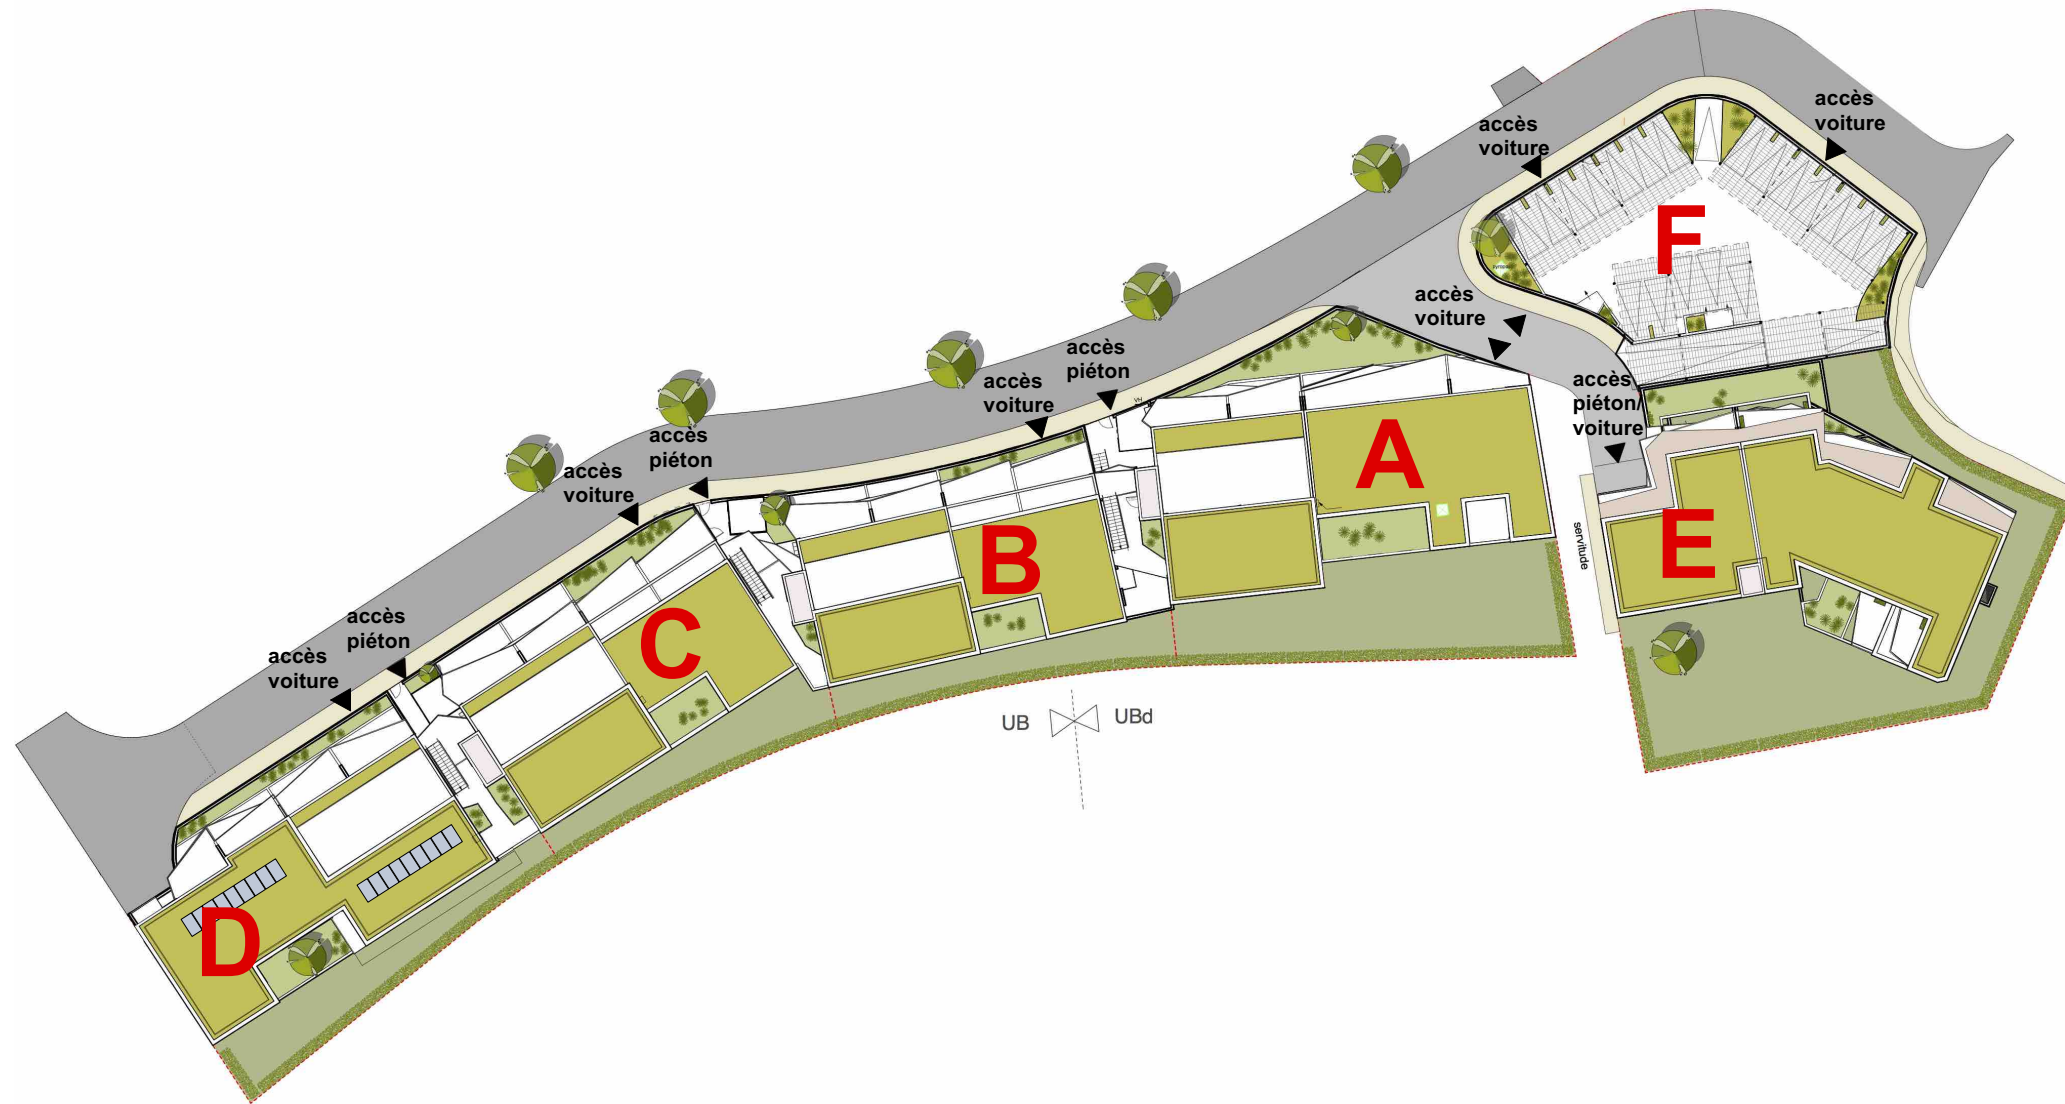 accès
voiture
accès
voiture
F
accès
voiture
accès
piéton
accès
voiture
accès
piéton/
voiture
A
accès
piéton
accès
voiture
B
E
servitude
C
accès
piéton
accès
voiture
UB
UBd
D